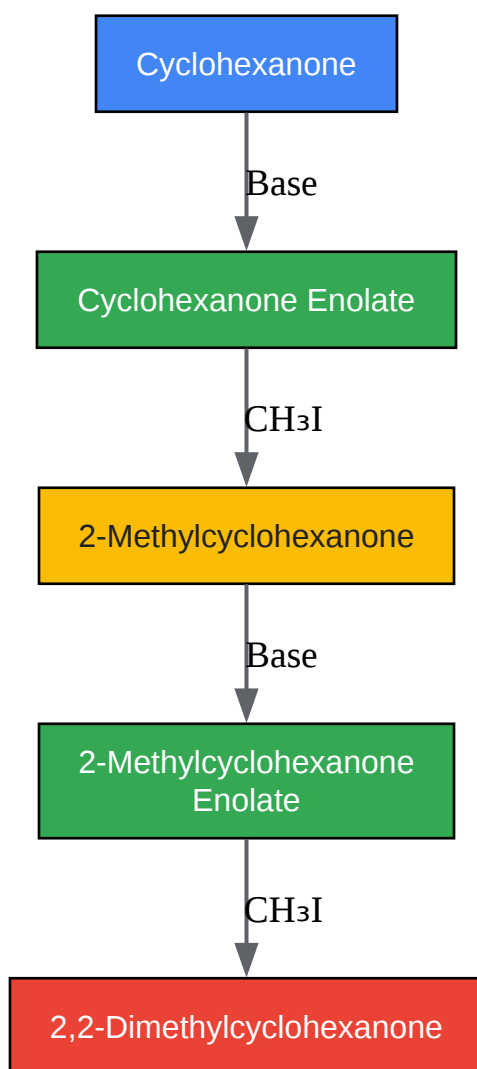 Cyclohexanone
Base
Cyclohexanone Enolate
CH₃I
2-Methylcyclohexanone
Base
2-Methylcyclohexanone
Enolate
CH₃I
2,2-Dimethylcyclohexanone